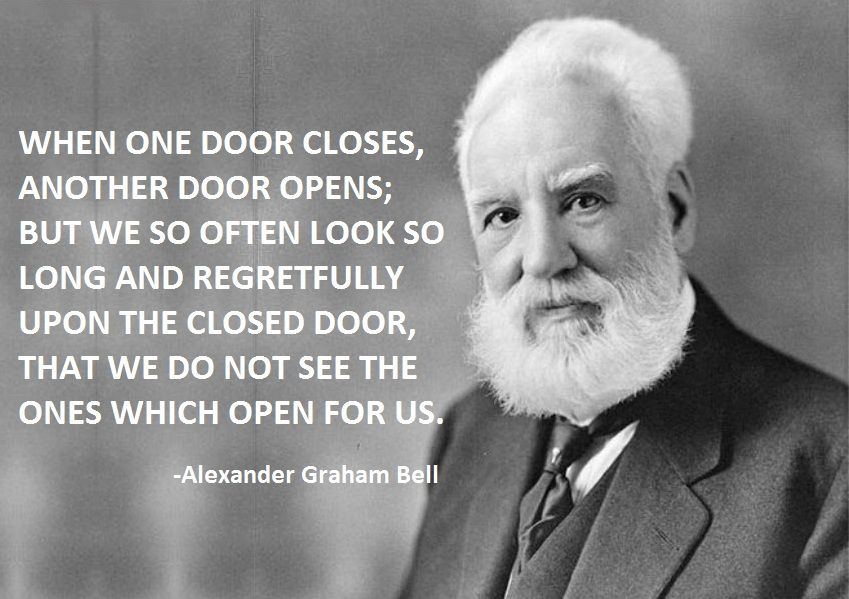 WHEN ONE DOOR CLOSES,
ANOTHER DOOR OPENS;
BUT WE SO OFTEN LOOK SO
LONG AND REGRETFULLY
UPON THE CLOSED DOOR,
THAT WE DO NOT SEE THE
ONES WHICH OPEN FOR US.
-Alexander Graham Bell